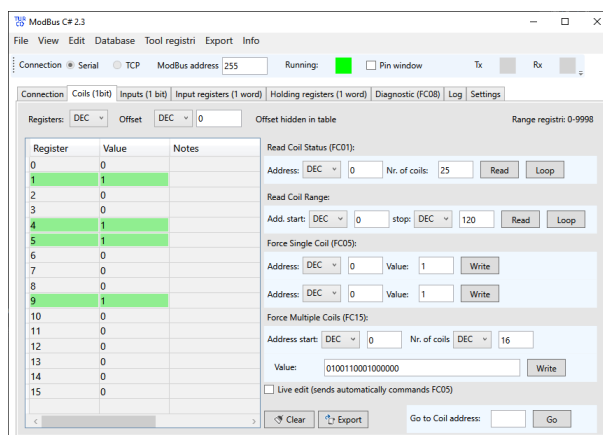 ModBus C# 2.3
File View Edit Database Tool registri Export Info
Connection Serial TCP ModBus address 255 Running: Pin window Tx Rx
Connection Coils (1bit) Inputs (1 bit) Input registers (1 word) Holding registers (1 word) Diagnostic (FC08) Log Settings
Registers: DEC Offset DEC 0 Offset hidden in table Range registri: 0-9998
Register Value Notes
0 0
1 1
2 0
3 0
4 1
5 1
6 0
7 0
8 0
9 1
10 0
11 0
12 0
13 0
14 0
15 0
Read Coil Status (FC01):
Address: DEC 0 Nr. of coils: 25 Read Loop
Read Coil Range:
Add. start: DEC 0 stop: DEC 120 Read Loop
Force Single Coil (FC05):
Address: DEC 0 Value: 1 Write
Address: DEC 0 Value: 1 Write
Force Multiple Coils (FC15):
Address start: DEC 0 Nr. of coils DEC 16
Value: 0100110001000000 Write
Live edit (sends automatically commands FC05)
Clear Export Go to Coil address: Go